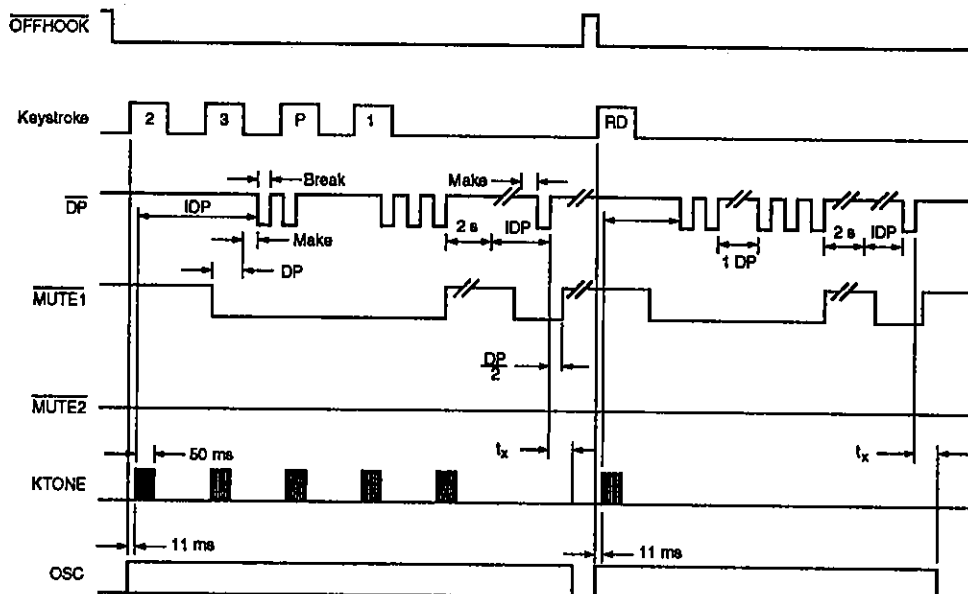 OFFHOOK
Keystroke 2 3 P 1 RD
Break Make
DP
IDP 2 s IDP 2 s IDP
Make 1 DP
DP
MUTE1
DP
2
MUTE2
50 ms tx tx
KTONE
11 ms 11 ms
OSC